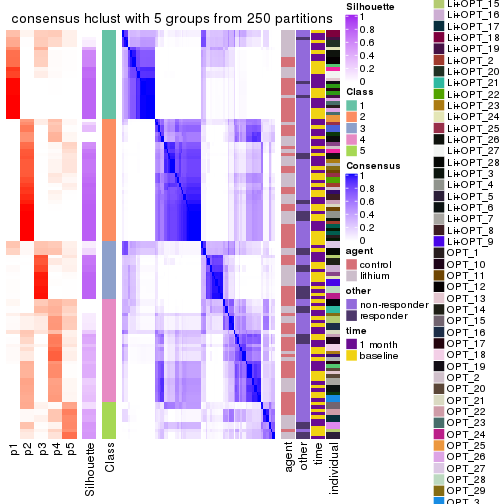 consensus hclust with 5 groups from 250 partitions
p1
p2
p3
p4
p5
Silhouette
Class
agent
other
time
individual
Silhouette
1
0.8
0.6
0.4
0.2
0
Class
1
2
3
4
5
Consensus
1
0.8
0.6
0.4
0.2
0
agent
control
lithium
other
non-responder
responder
time
1 month
baseline
Li+OPT_15
Li+OPT_16
Li+OPT_17
Li+OPT_18
Li+OPT_19
Li+OPT_2
Li+OPT_20
Li+OPT_21
Li+OPT_22
Li+OPT_23
Li+OPT_24
Li+OPT_25
Li+OPT_26
Li+OPT_27
Li+OPT_28
Li+OPT_3
Li+OPT_4
Li+OPT_5
Li+OPT_6
Li+OPT_7
Li+OPT_8
Li+OPT_9
OPT_1
OPT_10
OPT_11
OPT_12
OPT_13
OPT_14
OPT_15
OPT_16
OPT_17
OPT_18
OPT_19
OPT_2
OPT_20
OPT_21
OPT_22
OPT_23
OPT_24
OPT_25
OPT_26
OPT_27
OPT_28
OPT_29
OPT_3